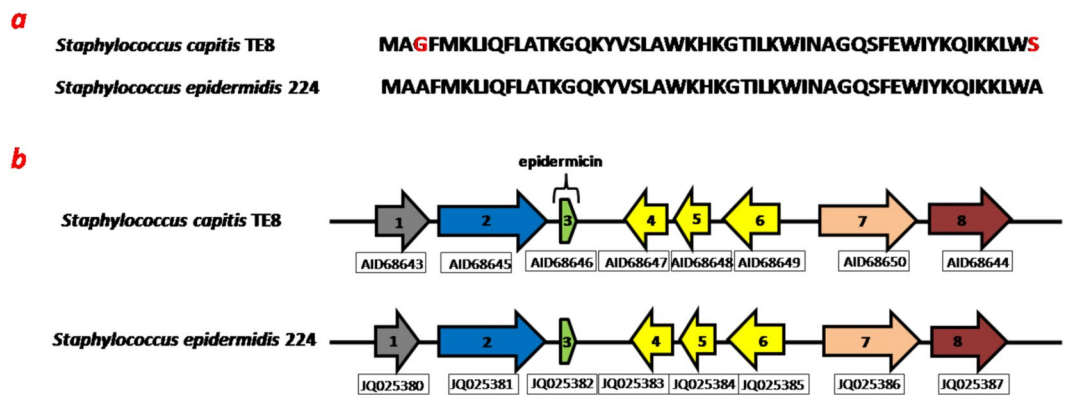 a
Staphylococcus capitis TE8 MAGFMKLIQFLATKGQKYVSLAWKHKGTILKWINAGQSFEWIYKQIKKLWS
Staphylococcus epidermidis 224 MAAFMKLIQFLATKGQKYVSLAWKHKGTILKWINAGQSFEWIYKQIKKLWA
b
epidermicin
Staphylococcus capitis TE8 1 2 3 4 5 6 7 8
AID68643 AID68645 AID68646 AID68647 AID68648 AID68649 AID68650 AID68644
Staphylococcus epidermidis 224 1 2 3 4 5 6 7 8
JQ025380 JQ025381 JQ025382 JQ025383 JQ025384 JQ025385 JQ025386 JQ025387